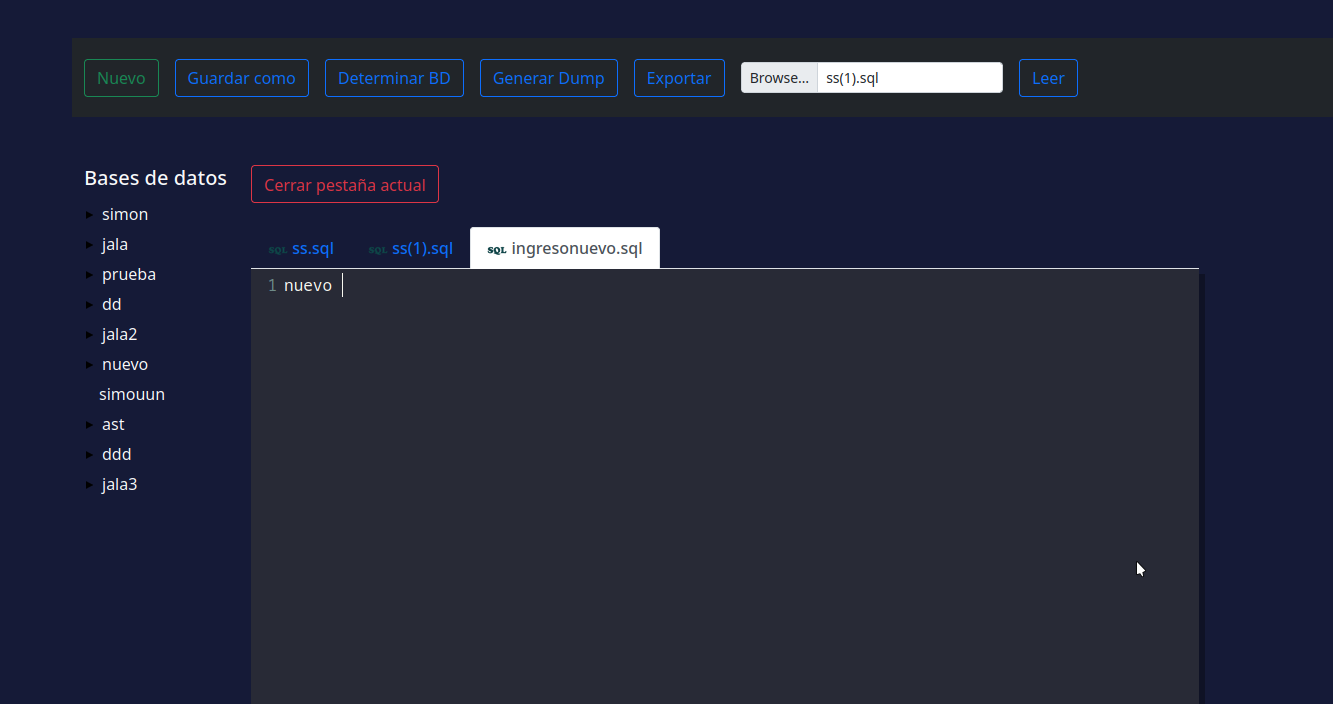 Nuevo Guardar como Determinar BD Generar Dump Exportar Browse... ss(1).sql Leer
Bases de datos
simon
jala
prueba
dd
jala2
nuevo
simouun
ast
ddd
jala3
Cerrar pestaña actual
SQL ss.sql SQL ss(1).sql SQL ingresonuevo.sql
1 nuevo